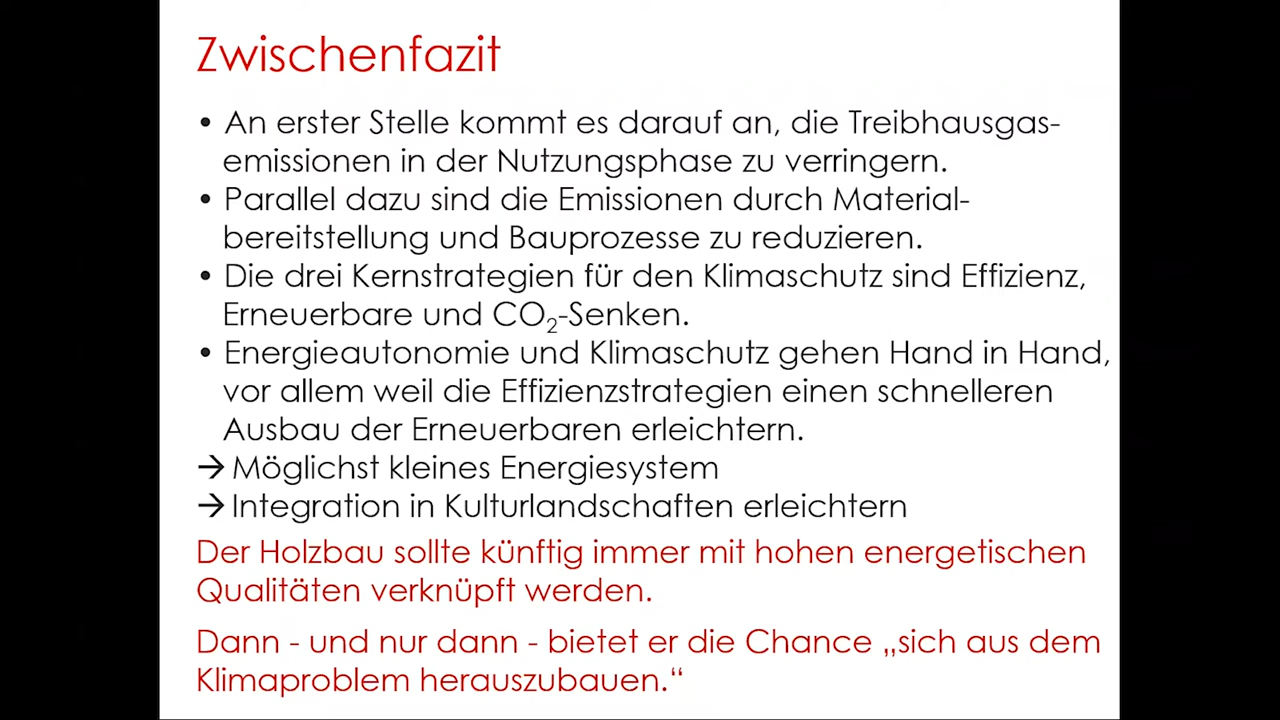 Zwischenfazit
• An erster Stelle kommt es darauf an, die Treibhausgas-
emissionen in der Nutzungsphase zu verringern.
• Parallel dazu sind die Emissionen durch Material-
bereitstellung und Bauprozesse zu reduzieren.
• Die drei Kernstrategien für den Klimaschutz sind Effizienz,
Erneuerbare und CO₂-Senken.
• Energieautonomie und Klimaschutz gehen Hand in Hand,
vor allem weil die Effizienzstrategien einen schnelleren
Ausbau der Erneuerbaren erleichtern.
→ Möglichst kleines Energiesystem
→ Integration in Kulturlandschaften erleichtern
Der Holzbau sollte künftig immer mit hohen energetischen
Qualitäten verknüpft werden.
Dann - und nur dann - bietet er die Chance „sich aus dem
Klimaproblem herauszubauen.“